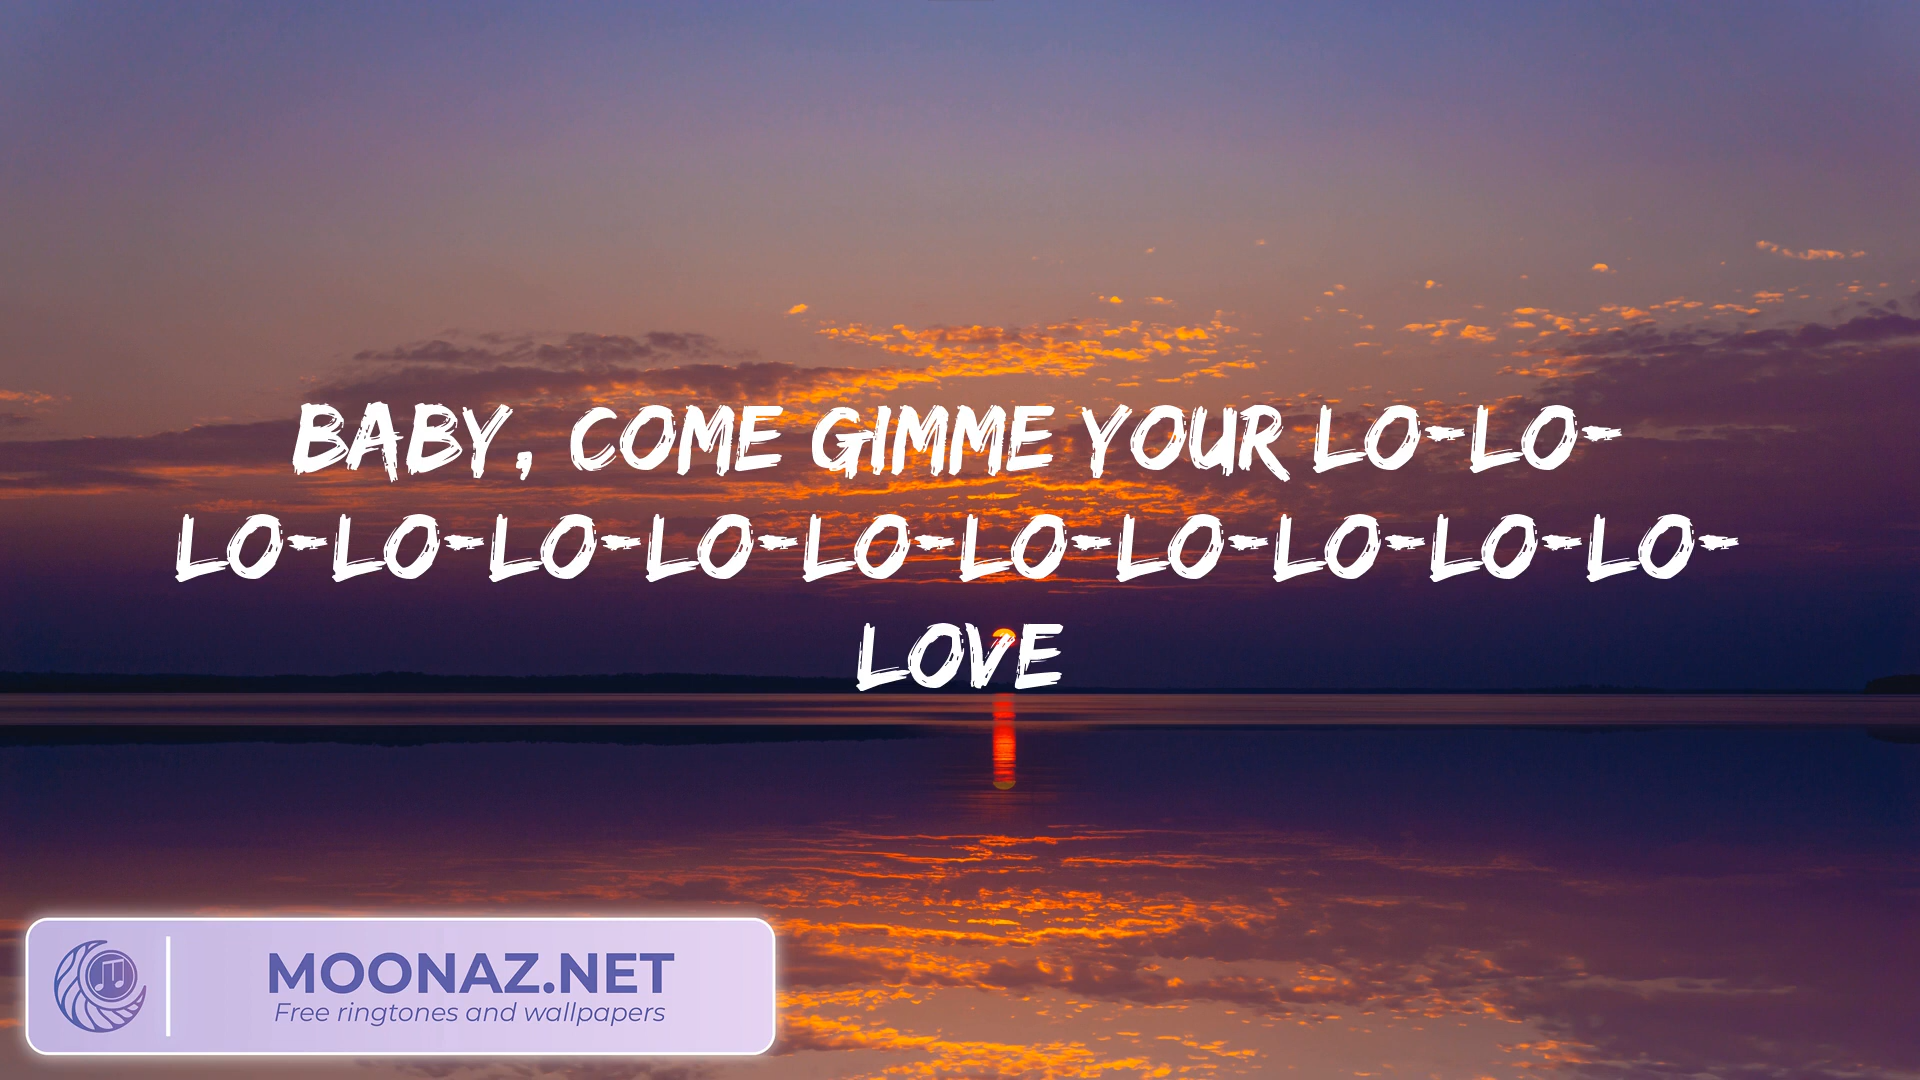 BABY, COME GIMME YOUR LO-LO-
LO-LO-LO-LO-LO-LO-LO-LO-LO-LO-
LOVE
MOONAZ.NET
Free ringtones and wallpapers